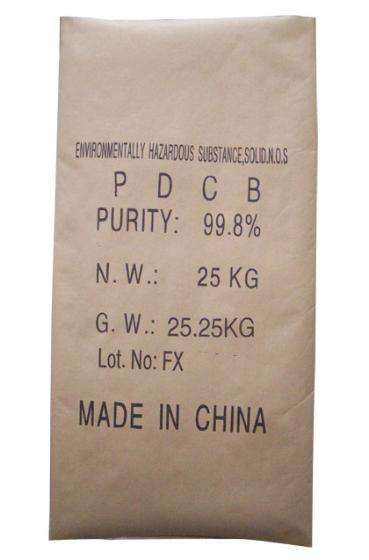 ENVIRONMENTALLY HAZARDOUS SUBSTANCE,SOLID,N.O.S
P D C B
PURITY: 99.8%
N. W.: 25 KG
G. W.: 25.25KG
Lot. No: FX
MADE IN CHINA